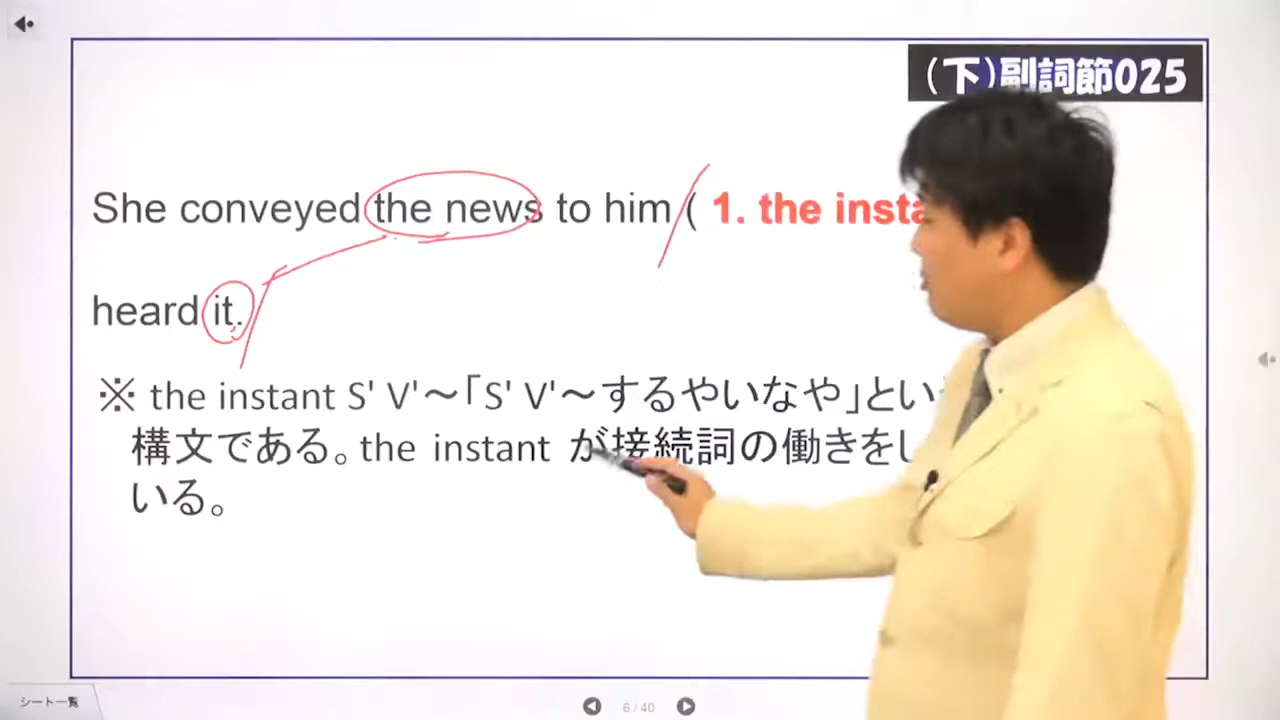 (下)副詞節025
She conveyed the news to him ( 1. the insta
heard it.
※ the instant S' V'～「S' V'～するやいなや」とい
構文である。the instant が接続詞の働きをし
いる。
シート一覧
6 / 40